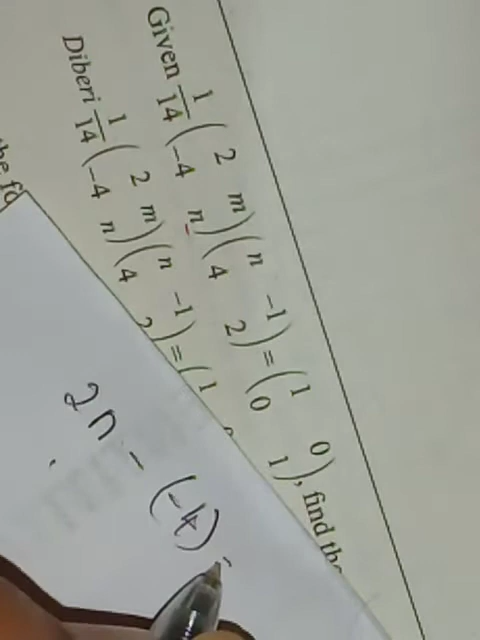 Given 1/14 ( 2 m ) ( n -1 ) = ( 1 0 ), find the
-4 n 4 2 0 1
Diberi 1/14 ( 2 m ) ( n -1 ) = ( 1
-4 n 4 2
2n - (-4)